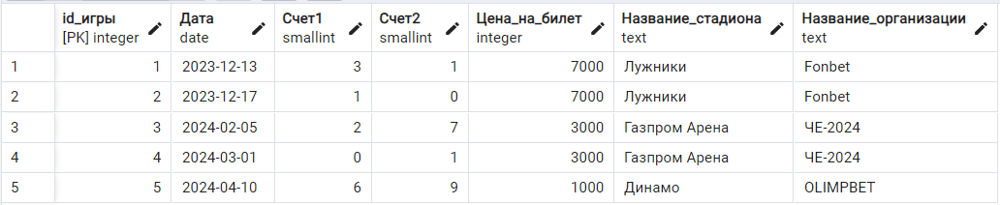 id_игры Дата Счет1 Счет2 Цена_на_билет Название_стадиона Название_организации
[PK] integer date smallint smallint integer text text
1 1 2023-12-13 3 1 7000 Лужники Fonbet
2 2 2023-12-17 1 0 7000 Лужники Fonbet
3 3 2024-02-05 2 7 3000 Газпром Арена ЧЕ-2024
4 4 2024-03-01 0 1 3000 Газпром Арена ЧЕ-2024
5 5 2024-04-10 6 9 1000 Динамо OLIMPBET